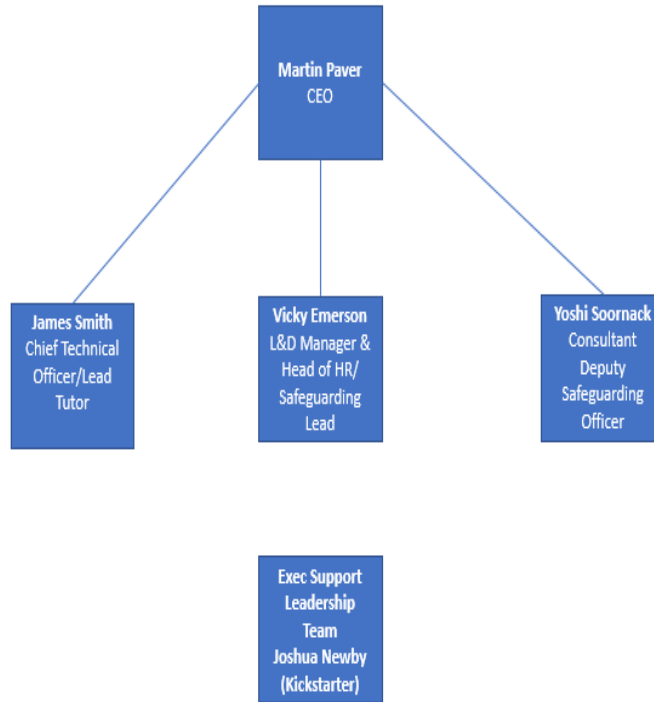 Martin Paver
CEO
James Smith
Chief Technical
Officer/Lead
Tutor
Vicky Emerson
L&D Manager &
Head of HR/
Safeguarding
Lead
Yoshi Soornack
Consultant
Deputy
Safeguarding
Officer
Exec Support
Leadership
Team
Joshua Newby
(Kickstarter)